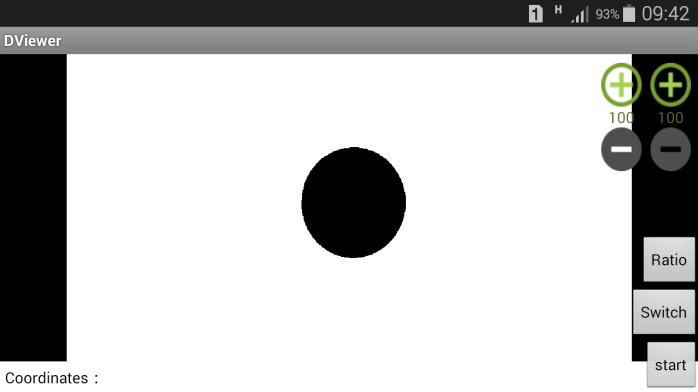 1 H 93% 09:42
DViewer
100 100
Ratio
Switch
start
Coordinates :